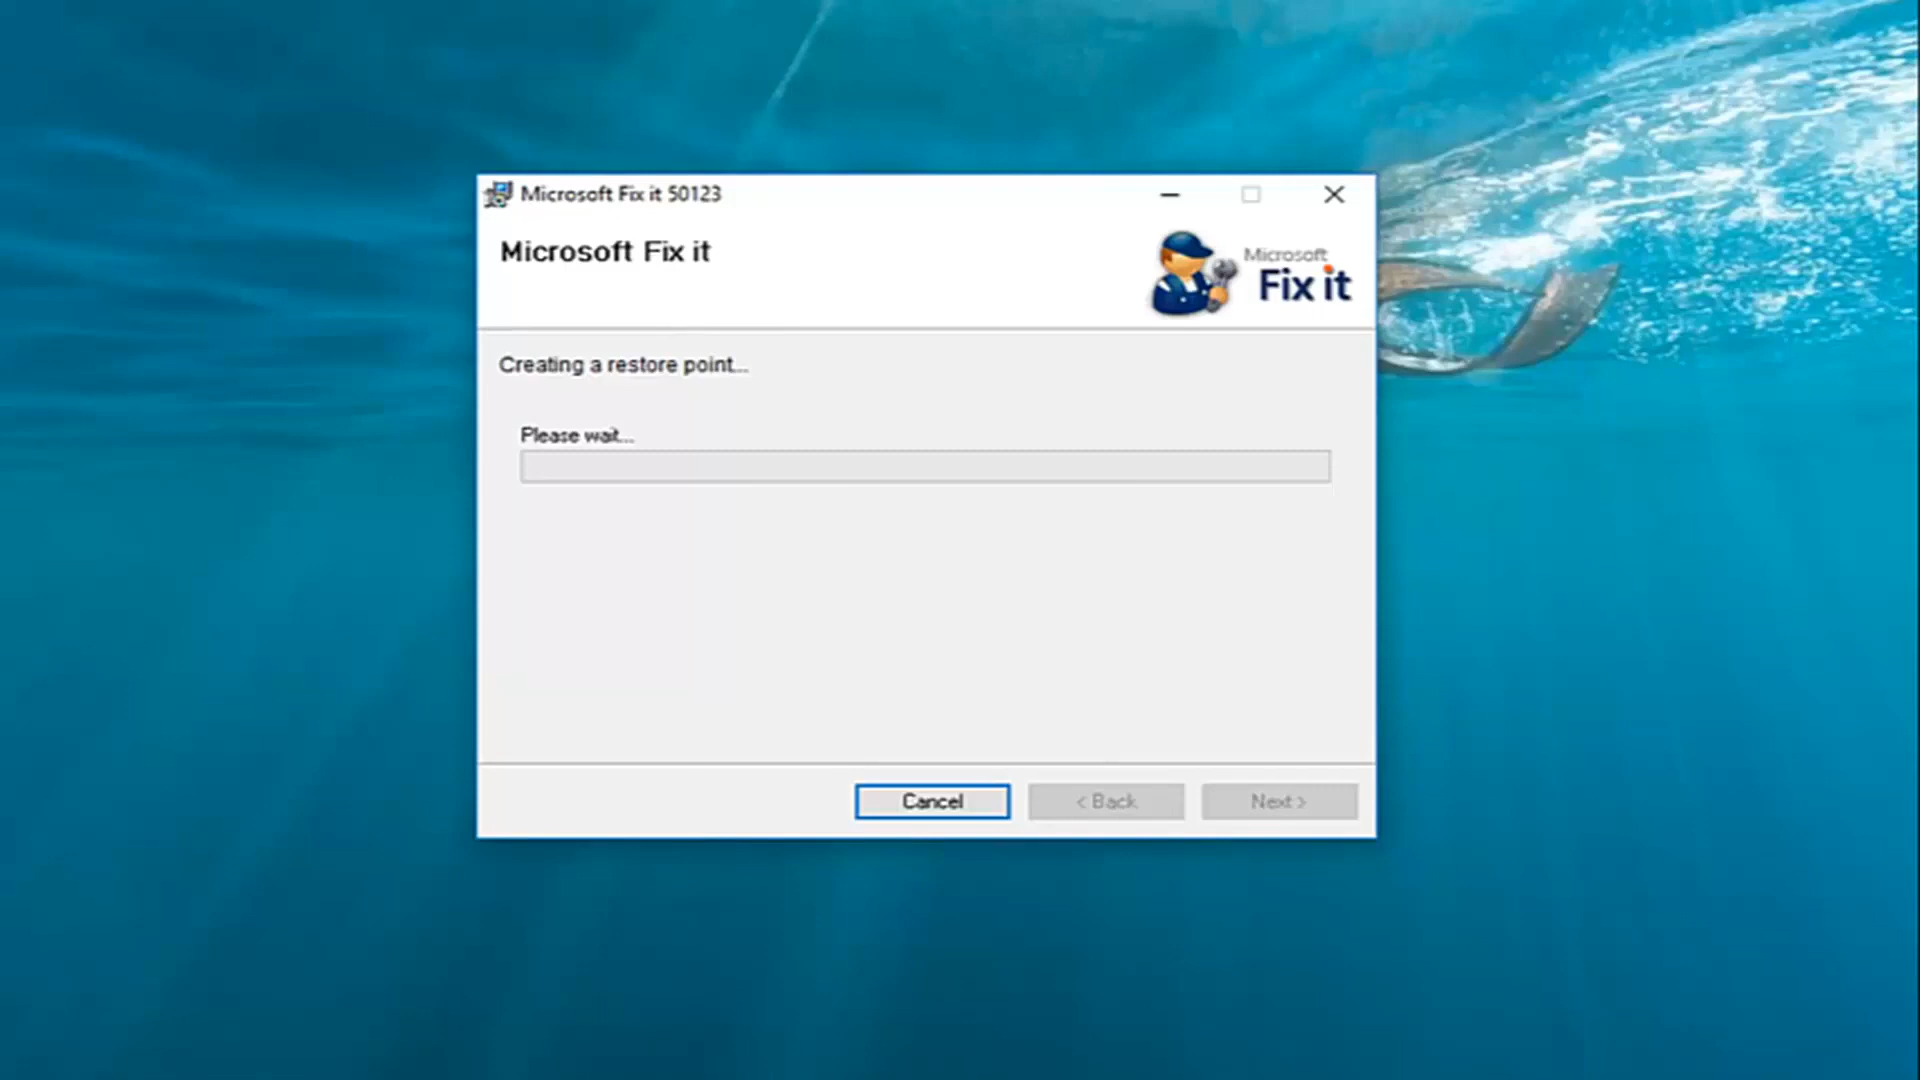 Microsoft Fix it 50123
Microsoft Fix it
Microsoft
Fix it
Creating a restore point...
Please wait...
Cancel
< Back
Next >